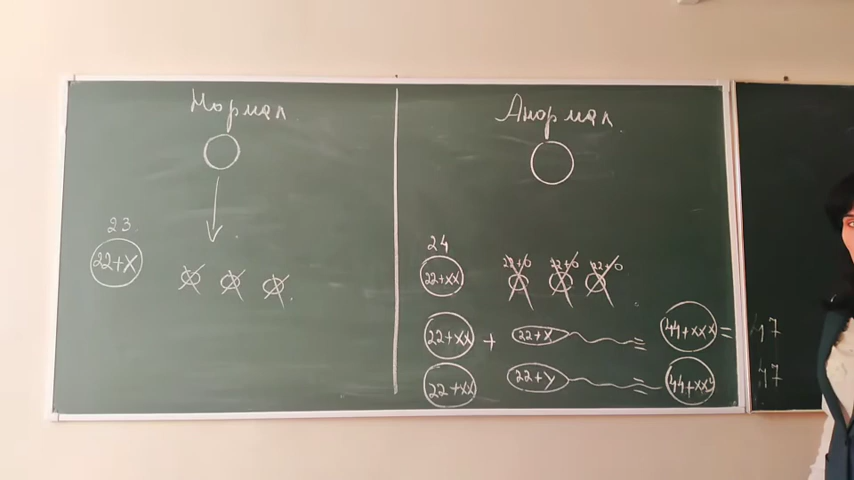 Нормал
23.
22+X
Анормал.
24
22+XX
22+0 22+0 22+0
22+XX + 22+X = 44+XXX = 47
22+XX 22+Y = 44+XXY 47